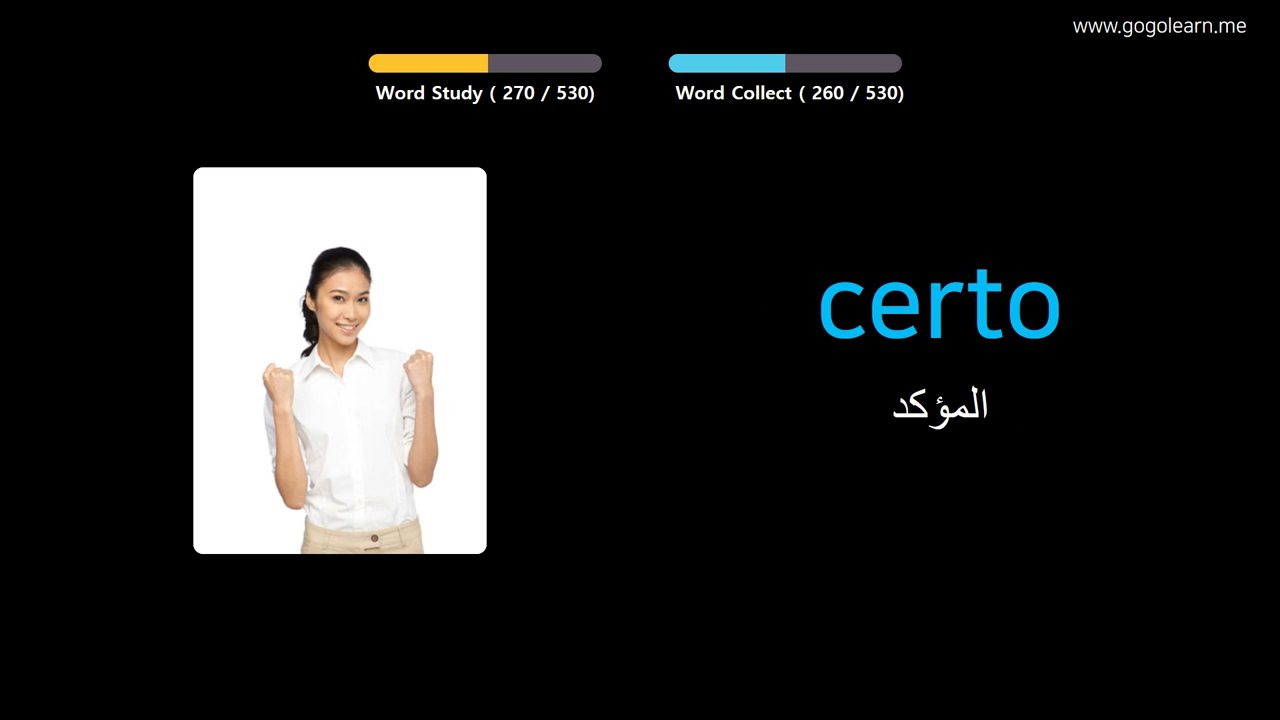 www.gogolearn.me
Word Study ( 270 / 530)
Word Collect ( 260 / 530)
certo
المؤكد